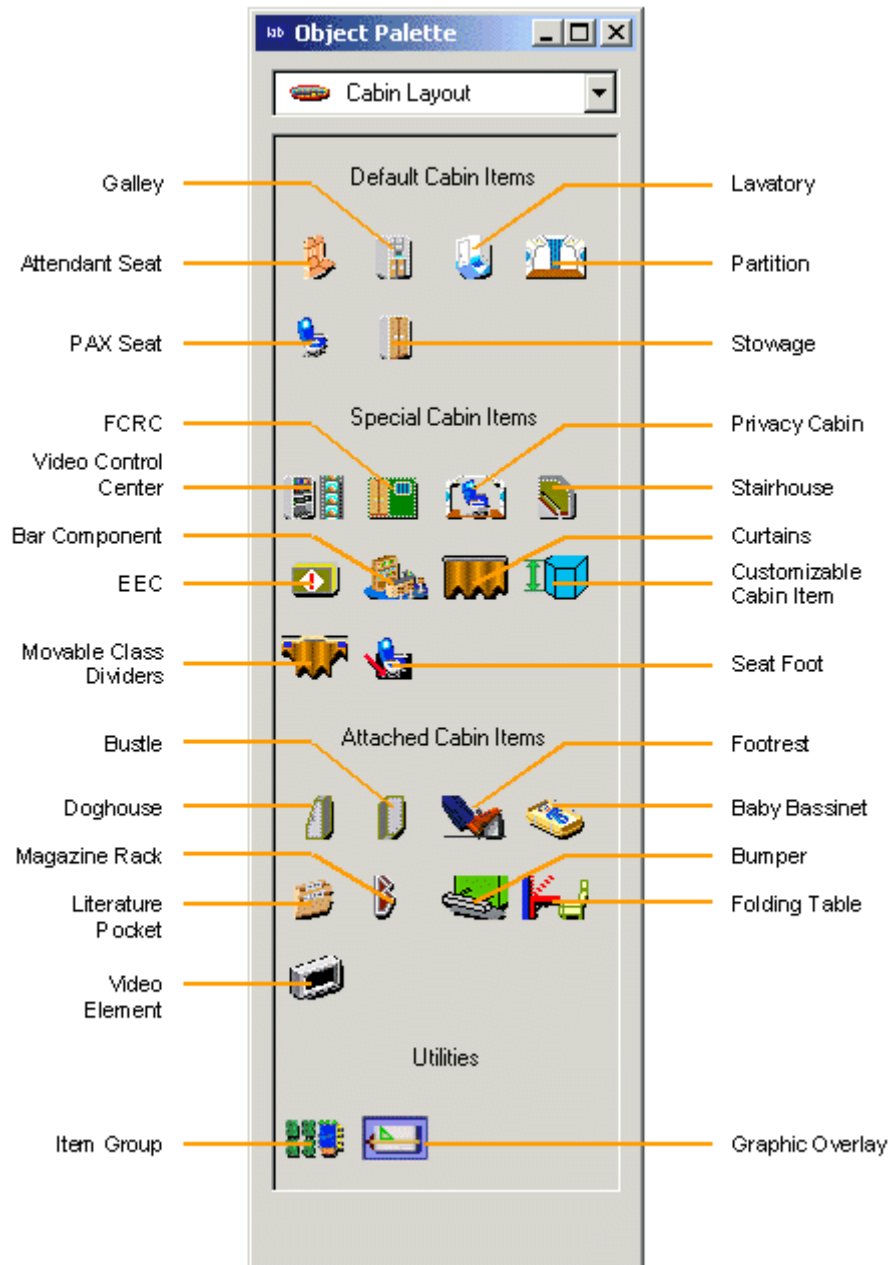 lab Object Palette
Cabin Layout
Default Cabin Items
Galley
Lavatory
Attendant Seat
Partition
PAX Seat
Stowage
Special Cabin Items
FCRC
Privacy Cabin
Video Control
Center
Stairhouse
Bar Component
Curtains
EEC
Customizable
Cabin Item
Movable Class
Dividers
Seat Foot
Attached Cabin Items
Bustle
Footrest
Doghouse
Baby Bassinet
Magazine Rack
Bumper
Literature
Pocket
Folding Table
Video
Element
Utilities
Item Group
Graphic Overlay